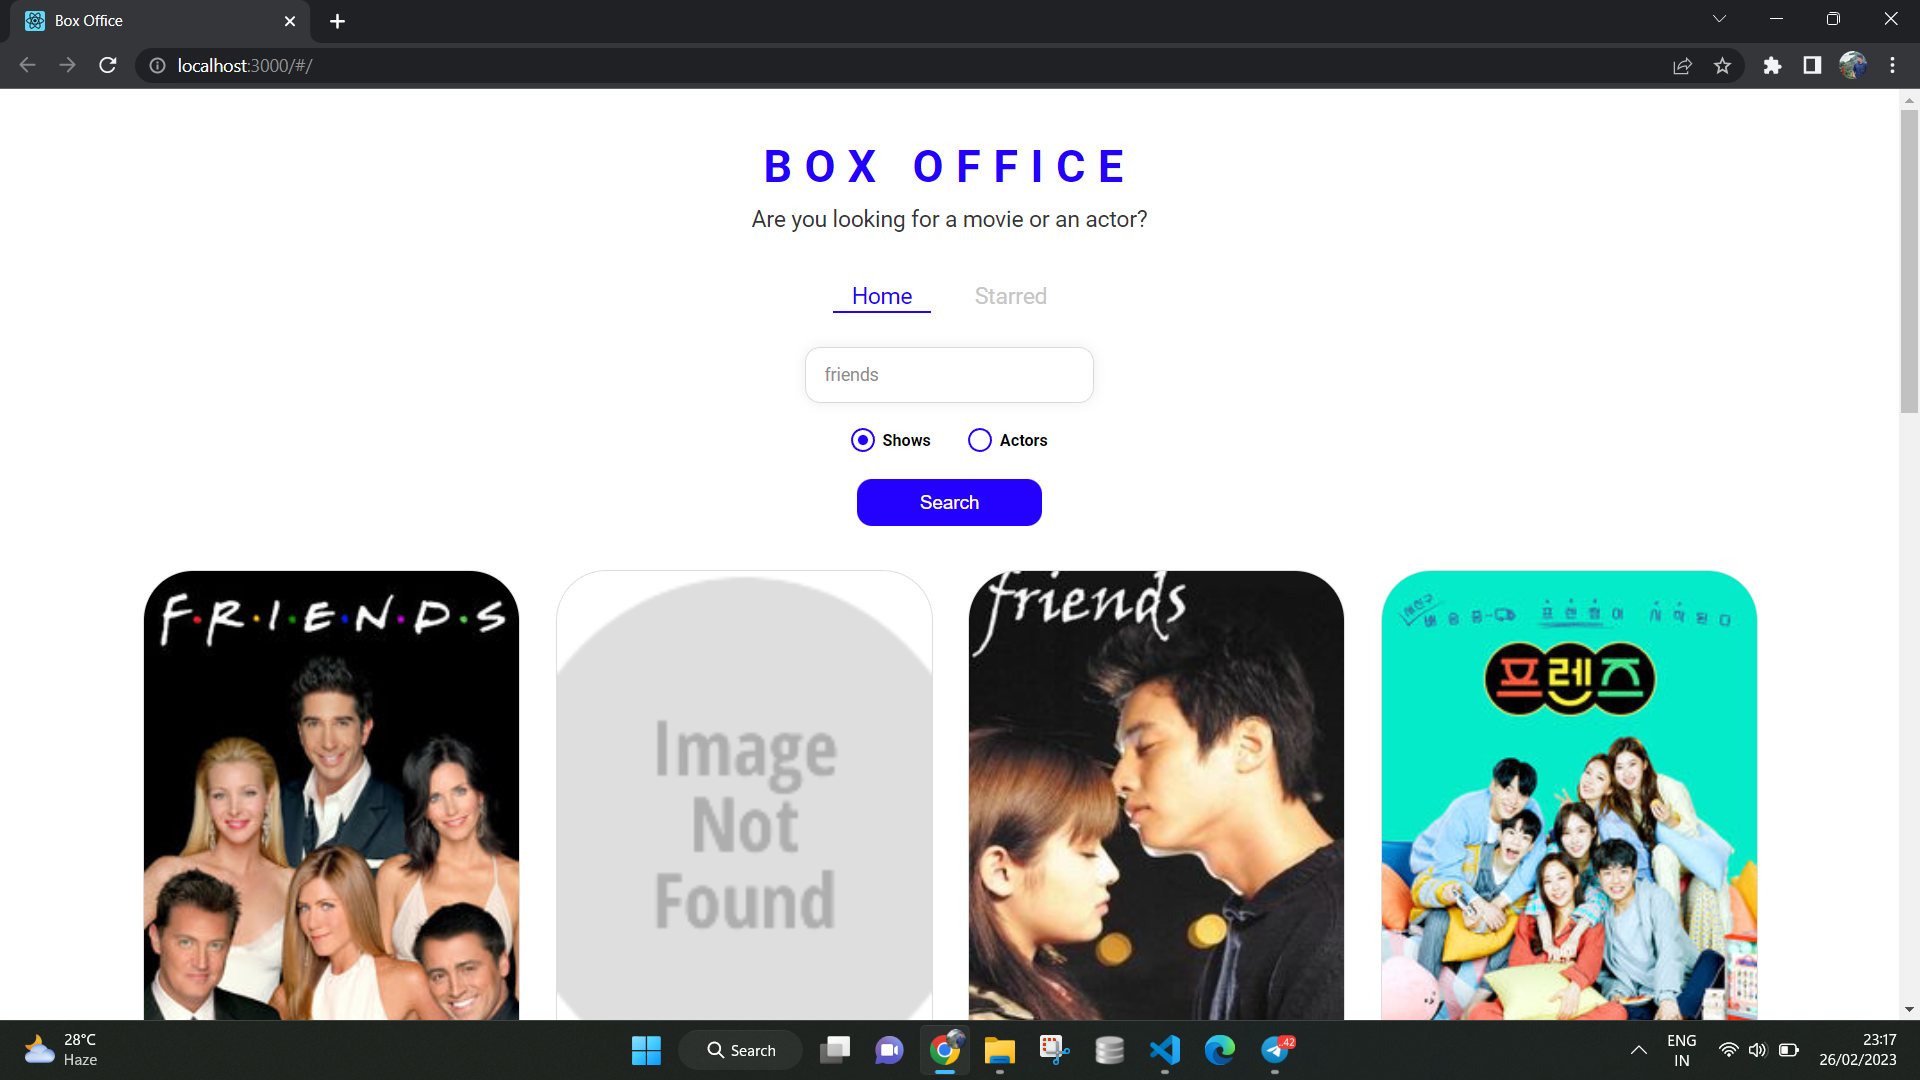 Box Office
localhost:3000/#/
BOX OFFICE
Are you looking for a movie or an actor?
Home Starred
friends
Shows Actors
Search
F·R·I·E·N·D·S
Image
Not
Found
friends
프렌즈
28°C
Haze
Search
42
ENG
IN
23:17
26/02/2023